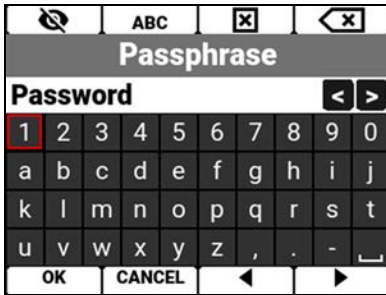 ABC
Passphrase
Password < >
1 2 3 4 5 6 7 8 9 0
a b c d e f g h i j
k l m n o p q r s t
u v w x y z , . -
OK CANCEL